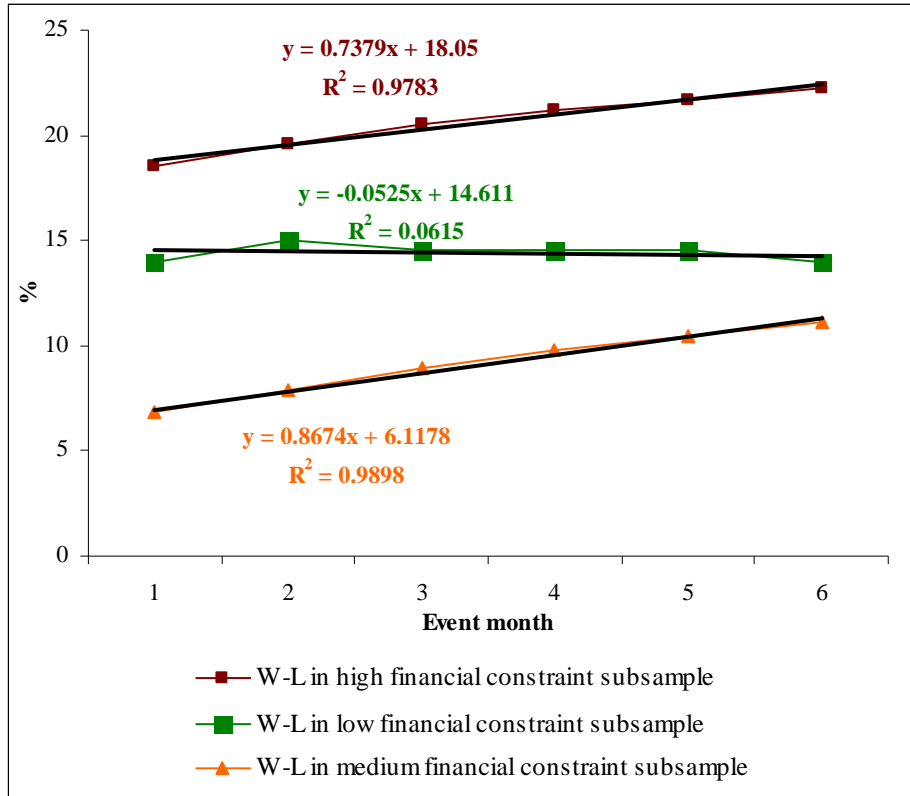 25
y = 0.7379x + 18.05
R² = 0.9783
20
y = -0.0525x + 14.611
R² = 0.0615
15
%
10
y = 0.8674x + 6.1178
R² = 0.9898
5
0
1 2 3 4 5 6
Event month
W-L in high financial constraint subsample
W-L in low financial constraint subsample
W-L in medium financial constraint subsample